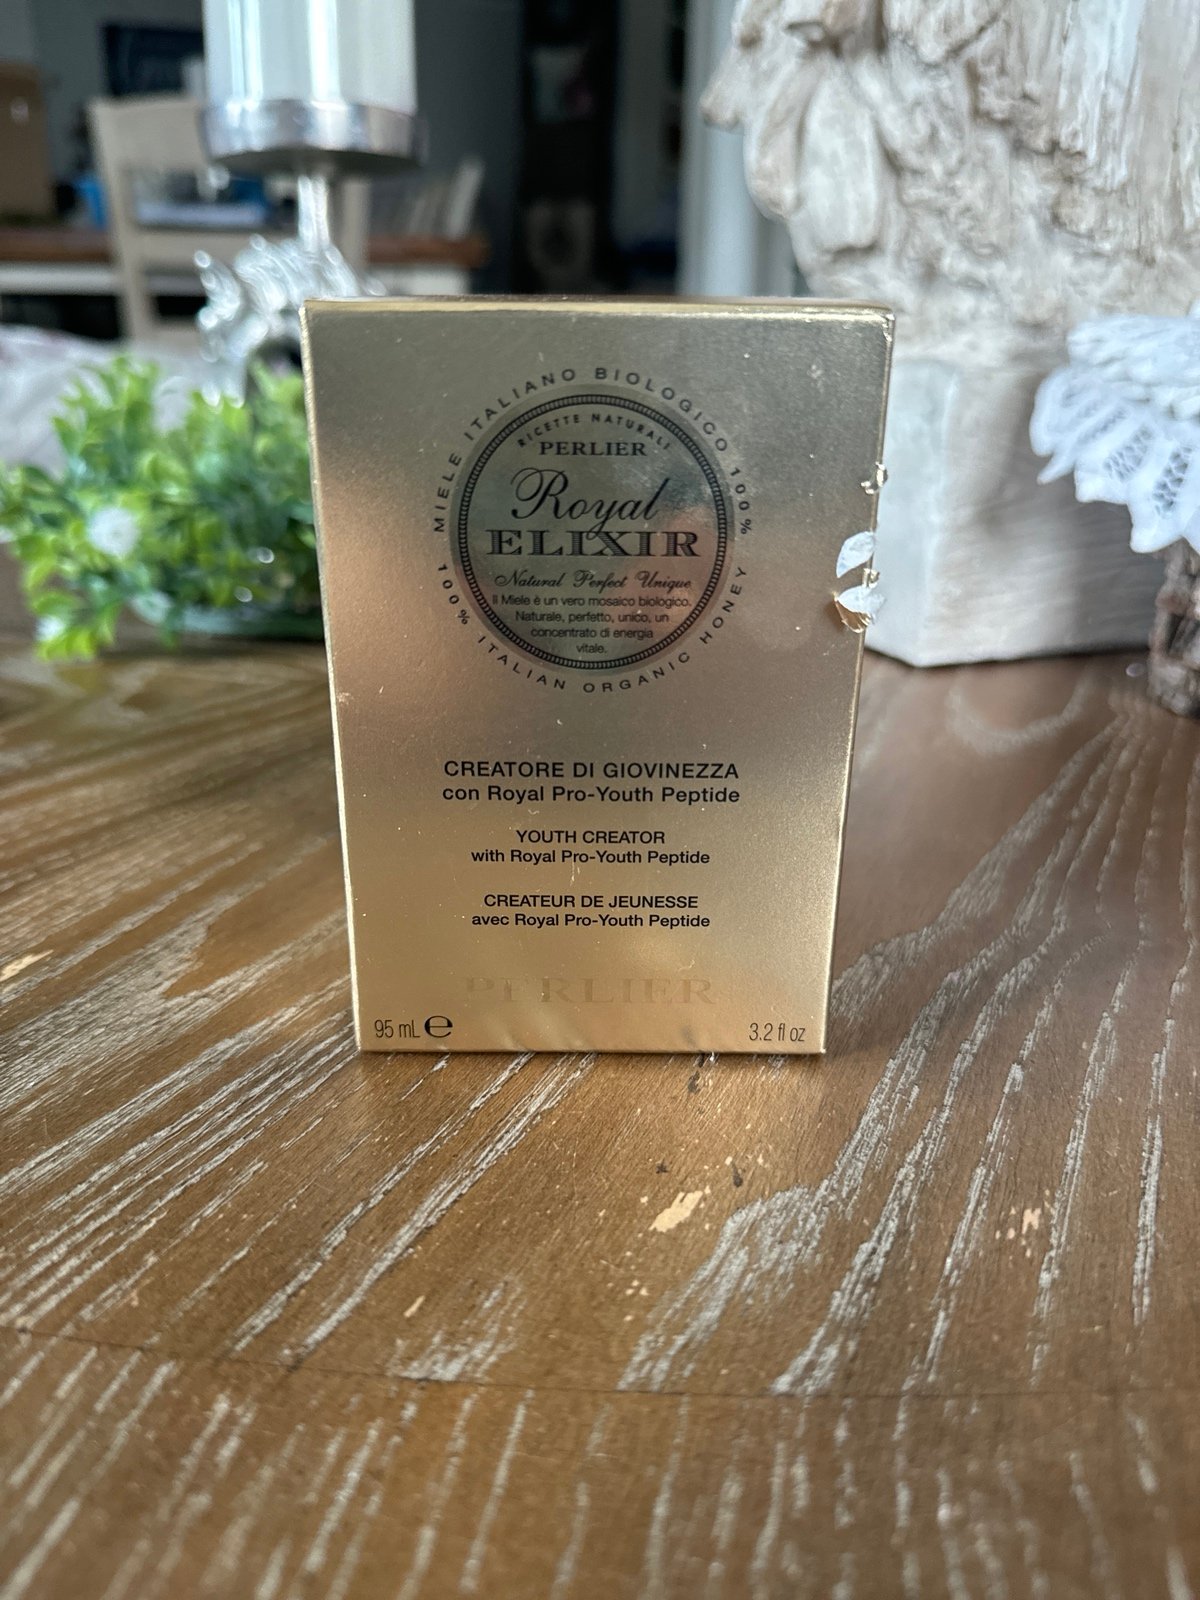 MIELE ITALIANO BIOLOGICO 100%
RICETTE NATURALI
PERLIER
Royal
ELIXIR
Natural Perfect Unique
Il Miele è un vero mosaico biologico.
Naturale, perfetto, unico, un
concentrato di energia
vitale.
100% ITALIAN ORGANIC HONEY
CREATORE DI GIOVINEZZA
con Royal Pro-Youth Peptide
YOUTH CREATOR
with Royal Pro-Youth Peptide
CREATEUR DE JEUNESSE
avec Royal Pro-Youth Peptide
PERLIER
95 mL ℮ 3.2 fl oz